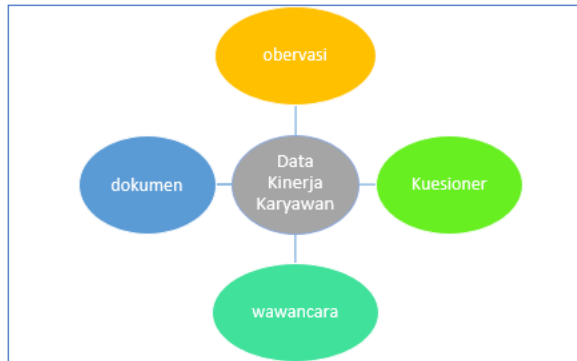 obervasi
dokumen
Data
Kinerja
Karyawan
Kuesioner
wawancara